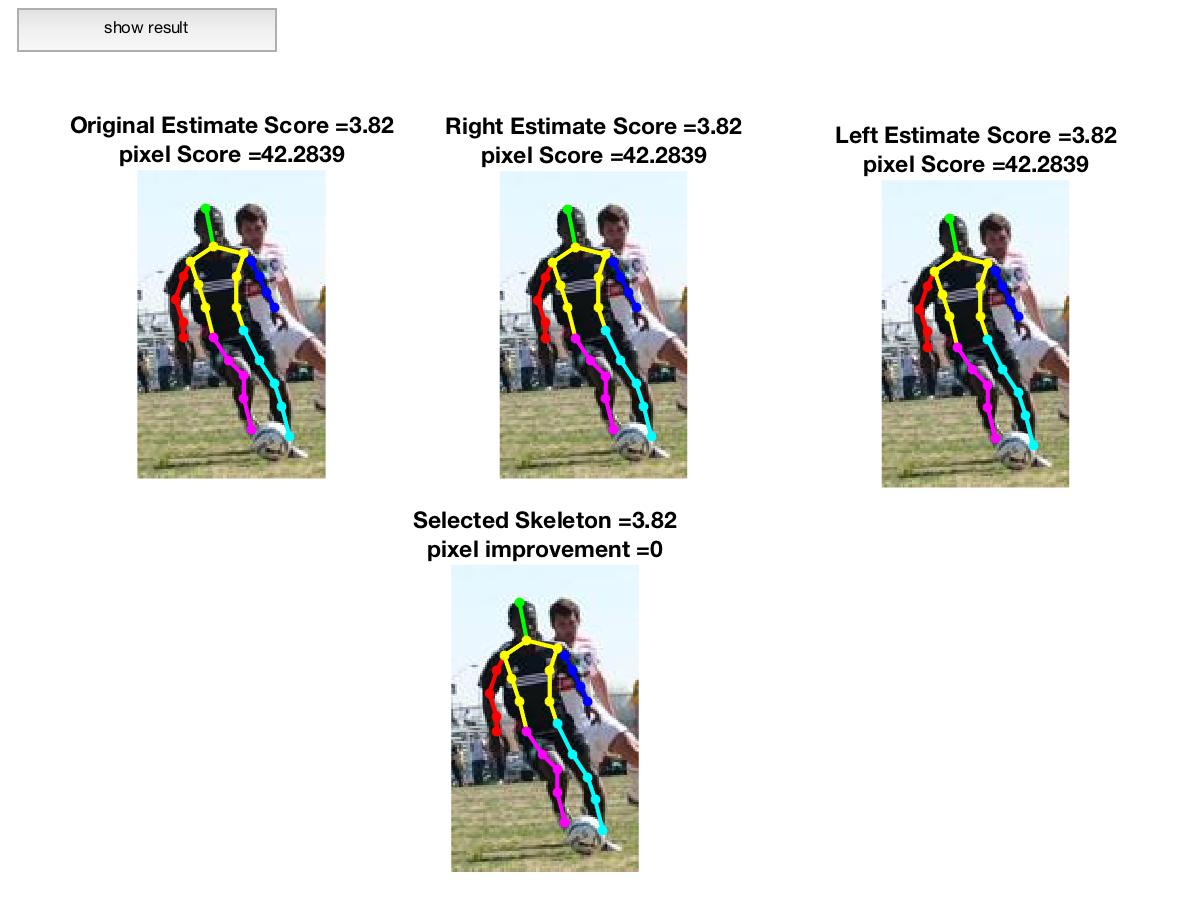 show result
Original Estimate Score =3.82
pixel Score =42.2839
Right Estimate Score =3.82
pixel Score =42.2839
Left Estimate Score =3.82
pixel Score =42.2839
Selected Skeleton =3.82
pixel improvement =0